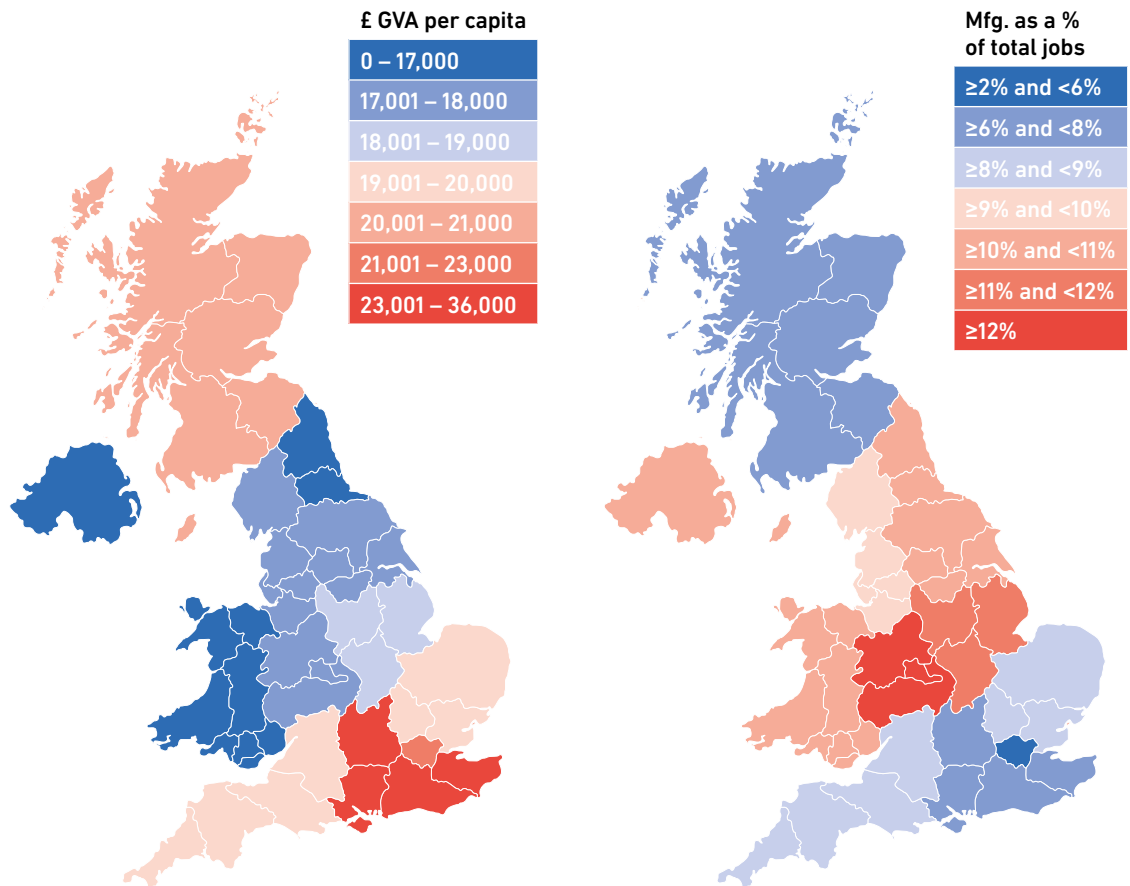 £ GVA per capita
0 – 17,000
17,001 – 18,000
18,001 – 19,000
19,001 – 20,000
20,001 – 21,000
21,001 – 23,000
23,001 – 36,000
Mfg. as a %
of total jobs
≥2% and <6%
≥6% and <8%
≥8% and <9%
≥9% and <10%
≥10% and <11%
≥11% and <12%
≥12%